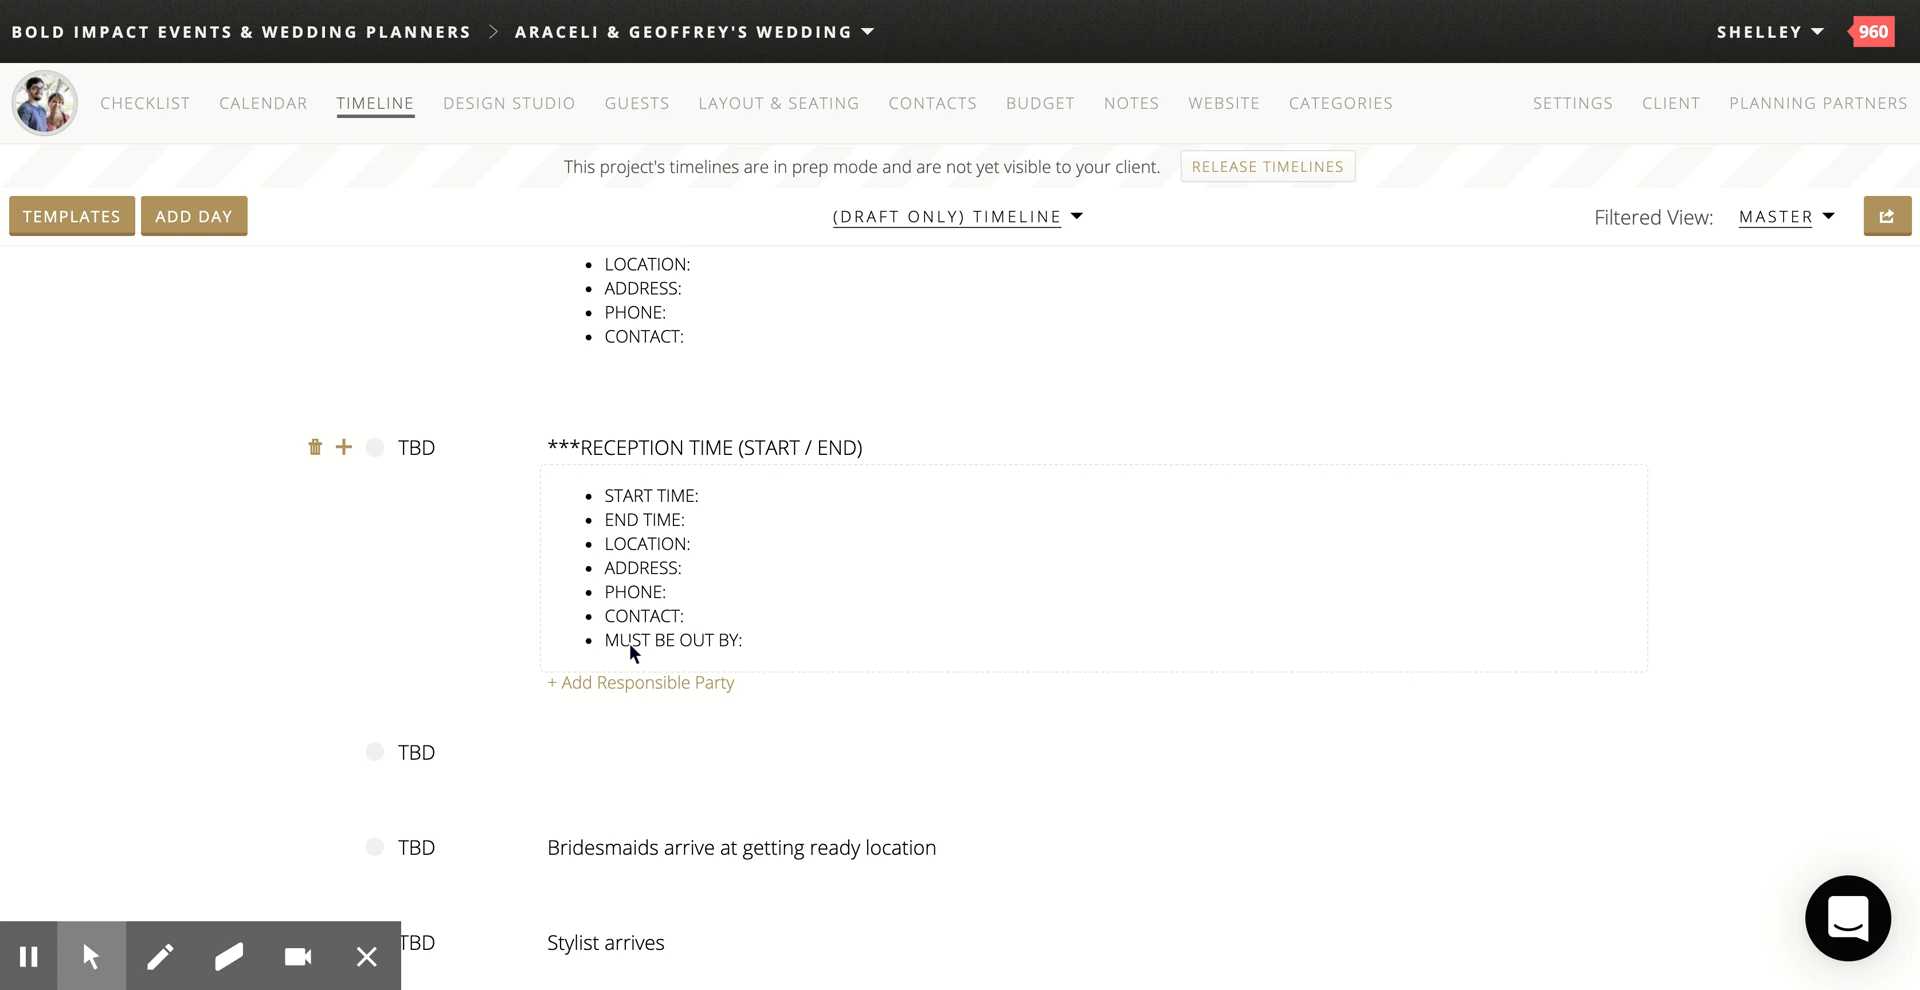 BOLD IMPACT EVENTS & WEDDING PLANNERS > ARACELI & GEOFFREY'S WEDDING
SHELLEY 960
CHECKLIST CALENDAR TIMELINE DESIGN STUDIO GUESTS LAYOUT & SEATING CONTACTS BUDGET NOTES WEBSITE CATEGORIES SETTINGS CLIENT PLANNING PARTNERS
This project's timelines are in prep mode and are not yet visible to your client. RELEASE TIMELINES
TEMPLATES ADD DAY (DRAFT ONLY) TIMELINE Filtered View: MASTER
• LOCATION:
• ADDRESS:
• PHONE:
• CONTACT:
TBD ***RECEPTION TIME (START / END)
• START TIME:
• END TIME:
• LOCATION:
• ADDRESS:
• PHONE:
• CONTACT:
• MUST BE OUT BY:
+ Add Responsible Party
TBD
TBD Bridesmaids arrive at getting ready location
TBD Stylist arrives